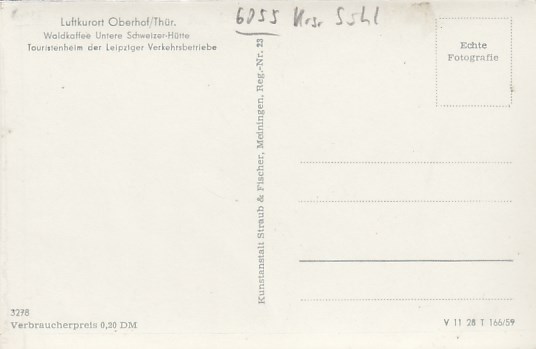 Luftkurort Oberhof/Thür.
Waldkaffee Untere Schweizer-Hütte
Touristenheim der Leipziger Verkehrsbetriebe
6055 Krsr Suhl
Echte
Fotografie
Kunstanstalt Straub & Fischer, Meiningen, Reg.-Nr. 23
3278
Verbraucherpreis 0,20 DM
V 11 28 T 166/59